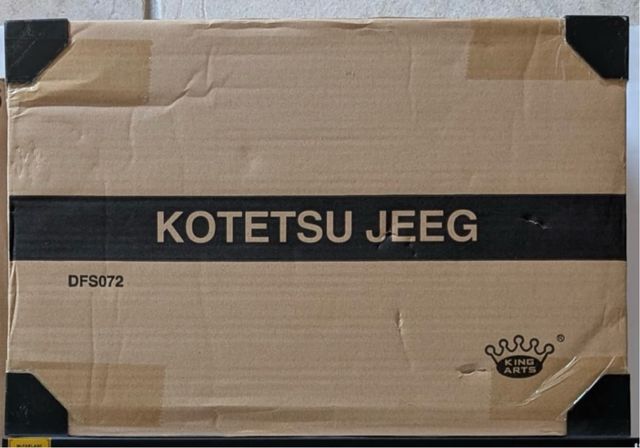 KOTETSU JEEG
DFS072
KING
ARTS
®